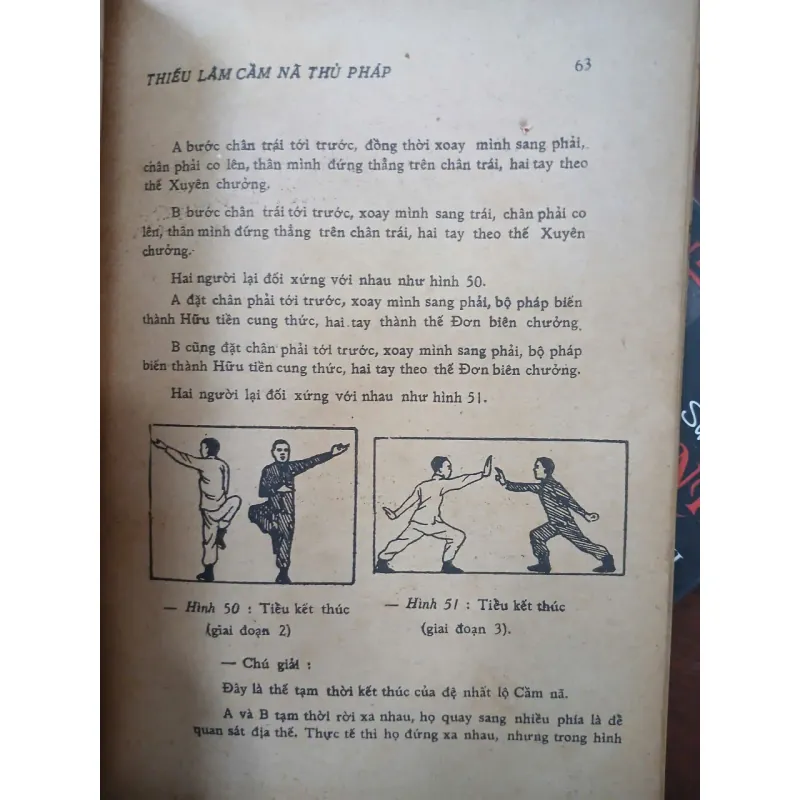 THIẾU LÂM CẦM NÃ THỦ PHÁP
63
A bước chân trái tới trước, đồng thời xoay mình sang phải,
chân phải co lên, thân mình đứng thẳng trên chân trái, hai tay theo
thế Xuyên chưởng.
B bước chân trái tới trước, xoay mình sang trái, chân phải co
lên, thân mình đứng thẳng trên chân trái, hai tay theo thế Xuyên
chưởng.
Hai người lại đối xứng với nhau như hình 50.
A đặt chân phải tới trước, xoay mình sang phải, bộ pháp biến
thành Hữu tiền cung thức, hai tay thành thế Đơn biên chưởng.
B cũng đặt chân phải tới trước, xoay mình sang phải, bộ pháp
biến thành Hữu tiền cung thức, hai tay theo thế Đơn biên chưởng.
Hai người lại đối xứng với nhau như hình 51.
— Hình 50 : Tiều kết thúc
(giai đoạn 2)
— Hình 51 : Tiều kết thúc
(giai đoạn 3).
— Chú giải :
Đây là thế tạm thời kết thúc của đệ nhất lộ Cầm nã.
A và B tạm thời rời xa nhau, họ quay sang nhiều phía là dề
quan sát địa thế. Thực tế thì họ đứng xa nhau, nhưng trong hình